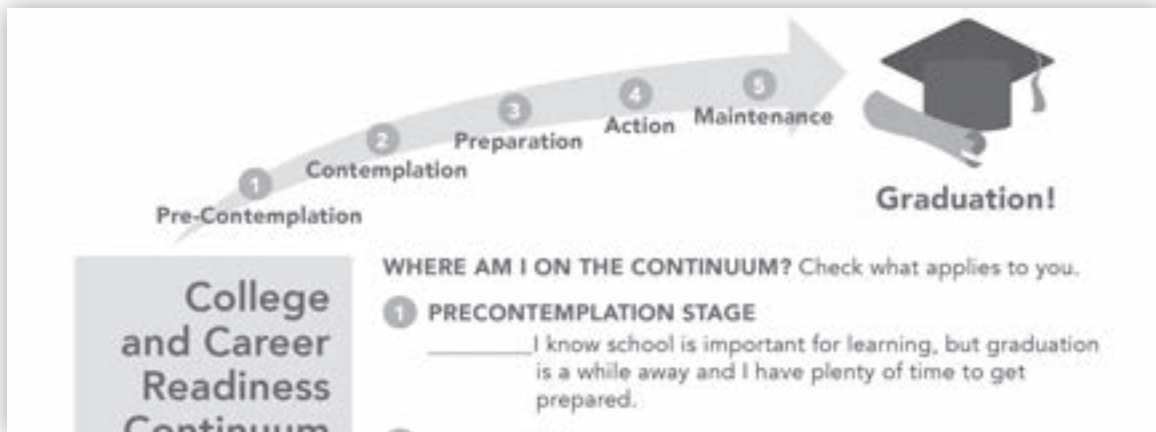 1
Pre-Contemplation
2
Contemplation
3
Preparation
4
Action
5
Maintenance
Graduation!
College
and Career
Readiness
Continuum
WHERE AM I ON THE CONTINUUM? Check what applies to you.
1 PRECONTEMPLATION STAGE
_________I know school is important for learning, but graduation
is a while away and I have plenty of time to get
prepared.